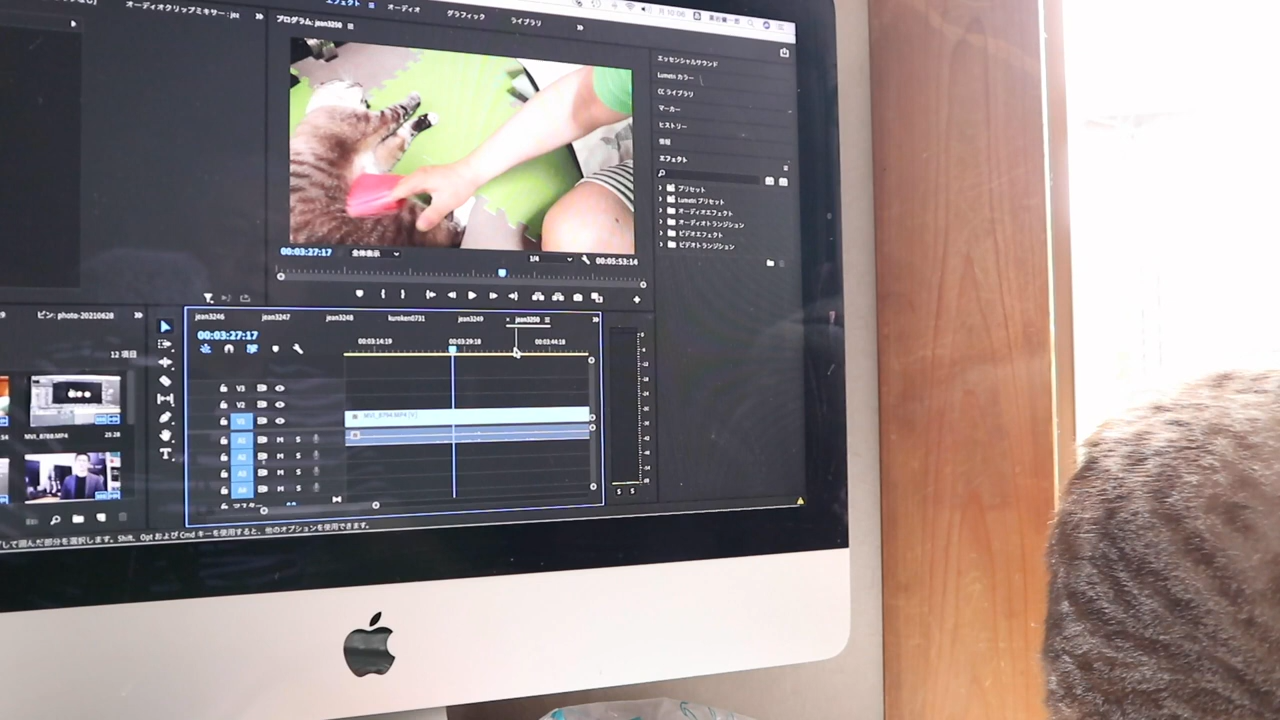 エフェクト
オーディオ
グラフィック
ライブラリ
オーディオクリップミキサー：jea
プログラム: jean3250
エッセンシャルサウンド
Lumetri カラー
CC ライブラリ
マーカー
ヒストリー
情報
エフェクト
プリセット
Lumetri プリセット
オーディオエフェクト
オーディオトランジション
ビデオエフェクト
ビデオトランジション
00:03:27:17
全体表示
1/4
00:05:53:14
ビン: photo-20210628
12 項目
MVI_8768.MP4
25:28
jean3246
jean3247
jean3248
kuroken0731
jean3249
jean3250
00:03:27:17
00:03:14:19
00:03:29:18
00:03:44:18
V3
V2
V1
MVI_8794.MP4 [V]
A1 M S
A2 M S
A3 M S
A4 M S
S S
して囲んだ部分を選択します。Shift、Opt および Cmd キーを使用すると、他のオプションを使用できます。